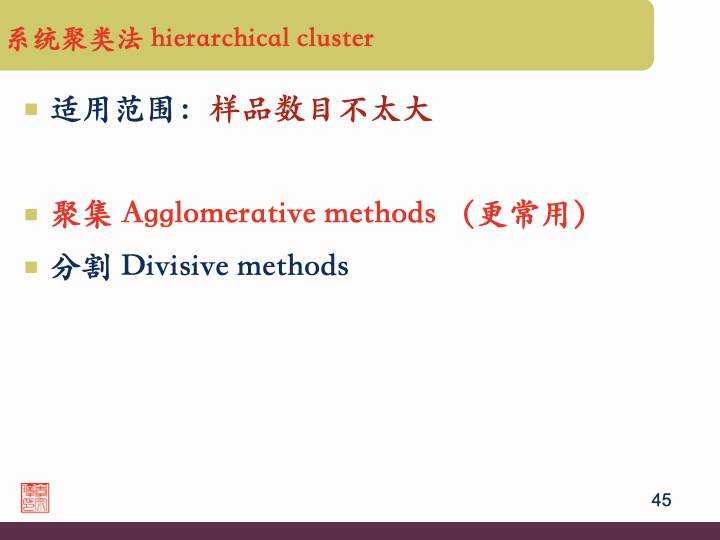 系统聚类法 hierarchical cluster
适用范围：样品数目不太大
聚集 Agglomerative methods （更常用）
分割 Divisive methods
45